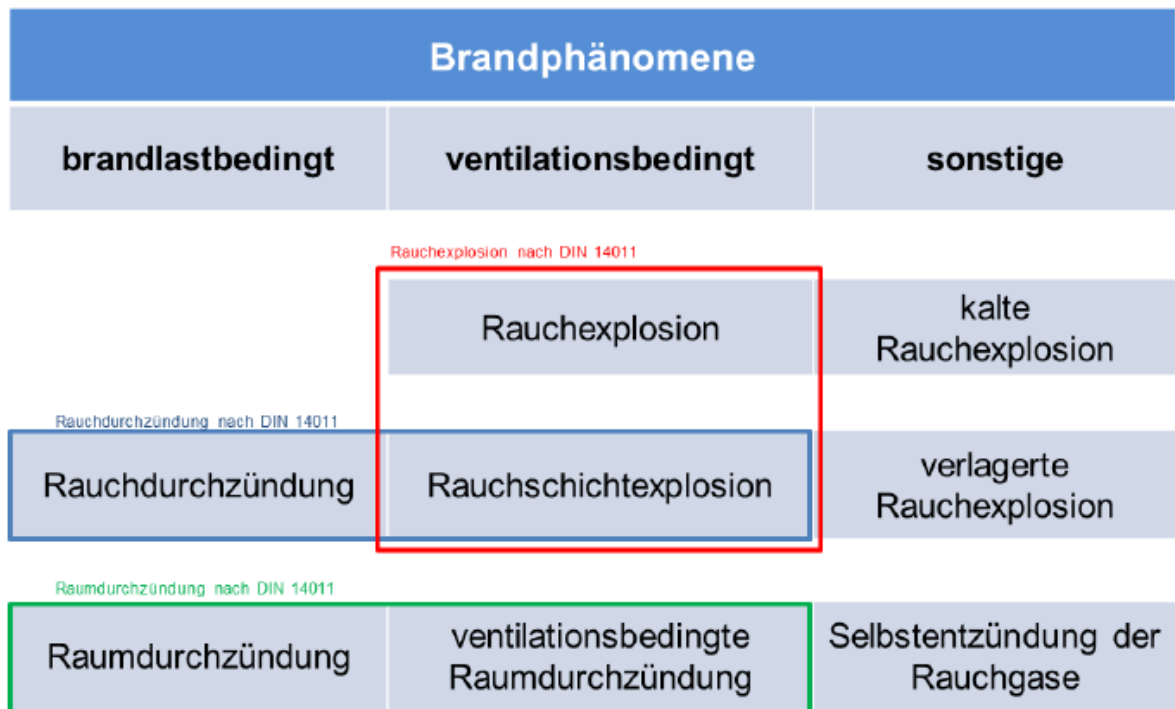 Brandphänomene
brandlastbedingt
ventilationsbedingt
sonstige
Rauchexplosion nach DIN 14011
Rauchexplosion
kalte
Rauchexplosion
Rauchdurchzündung nach DIN 14011
Rauchdurchzündung
Rauchschichtexplosion
verlagerte
Rauchexplosion
Raumdurchzündung nach DIN 14011
Raumdurchzündung
ventilationsbedingte
Raumdurchzündung
Selbstentzündung der
Rauchgase